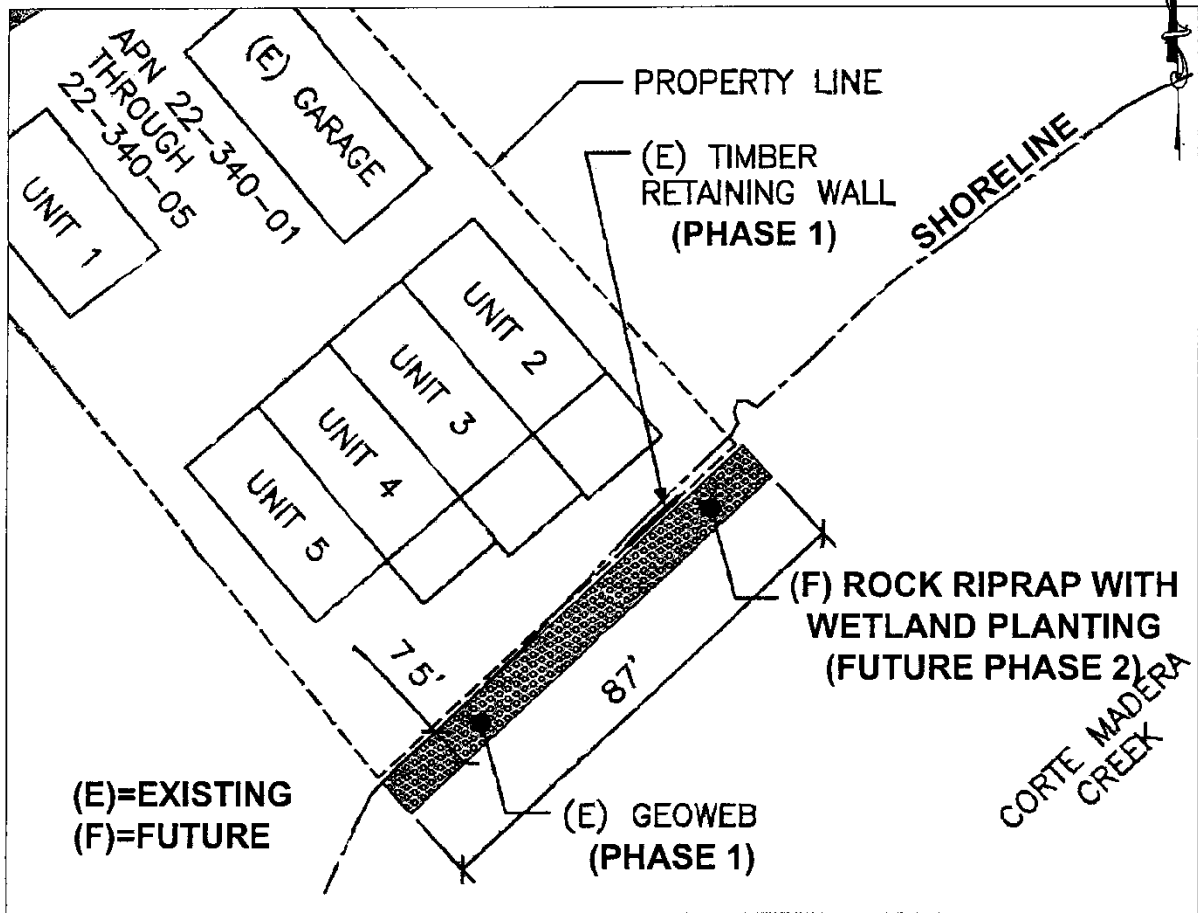 APN 22-340-01
THROUGH
22-340-05
(E) GARAGE
UNIT 1
PROPERTY LINE
(E) TIMBER
RETAINING WALL
(PHASE 1)
SHORELINE
UNIT 2
UNIT 3
UNIT 4
UNIT 5
(F) ROCK RIPRAP WITH
WETLAND PLANTING
(FUTURE PHASE 2)
75'
87'
CORTE MADERA
CREEK
(E)=EXISTING
(F)=FUTURE
(E) GEOWEB
(PHASE 1)